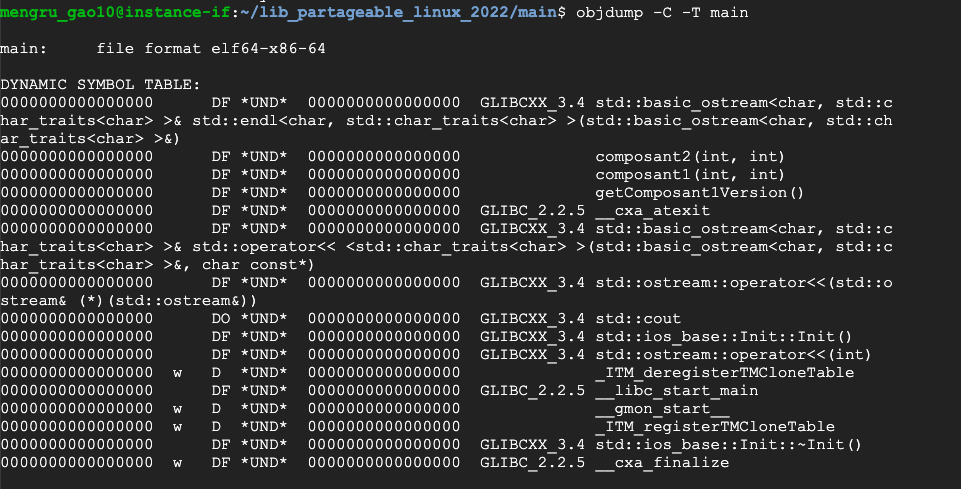 mengru_gao10@instance-if:~/lib_partageable_linux_2022/main$ objdump -C -T main
main:     file format elf64-x86-64
DYNAMIC SYMBOL TABLE:
0000000000000000      DF *UND*  0000000000000000  GLIBCXX_3.4 std::basic_ostream<char, std::c
har_traits<char> >& std::endl<char, std::char_traits<char> >(std::basic_ostream<char, std::ch
ar_traits<char> >&)
0000000000000000      DF *UND*  0000000000000000              composant2(int, int)
0000000000000000      DF *UND*  0000000000000000              composant1(int, int)
0000000000000000      DF *UND*  0000000000000000              getComposant1Version()
0000000000000000      DF *UND*  0000000000000000  GLIBC_2.2.5 __cxa_atexit
0000000000000000      DF *UND*  0000000000000000  GLIBCXX_3.4 std::basic_ostream<char, std::c
har_traits<char> >& std::operator<< <std::char_traits<char> >(std::basic_ostream<char, std::c
har_traits<char> >&, char const*)
0000000000000000      DF *UND*  0000000000000000  GLIBCXX_3.4 std::ostream::operator<<(std::o
stream& (*)(std::ostream&))
0000000000000000      DO *UND*  0000000000000000  GLIBCXX_3.4 std::cout
0000000000000000      DF *UND*  0000000000000000  GLIBCXX_3.4 std::ios_base::Init::Init()
0000000000000000      DF *UND*  0000000000000000  GLIBCXX_3.4 std::ostream::operator<<(int)
0000000000000000  w   D  *UND*  0000000000000000              _ITM_deregisterTMCloneTable
0000000000000000      DF *UND*  0000000000000000  GLIBC_2.2.5 __libc_start_main
0000000000000000  w   D  *UND*  0000000000000000              __gmon_start__
0000000000000000  w   D  *UND*  0000000000000000              _ITM_registerTMCloneTable
0000000000000000      DF *UND*  0000000000000000  GLIBCXX_3.4 std::ios_base::Init::~Init()
0000000000000000  w   DF *UND*  0000000000000000  GLIBC_2.2.5 __cxa_finalize